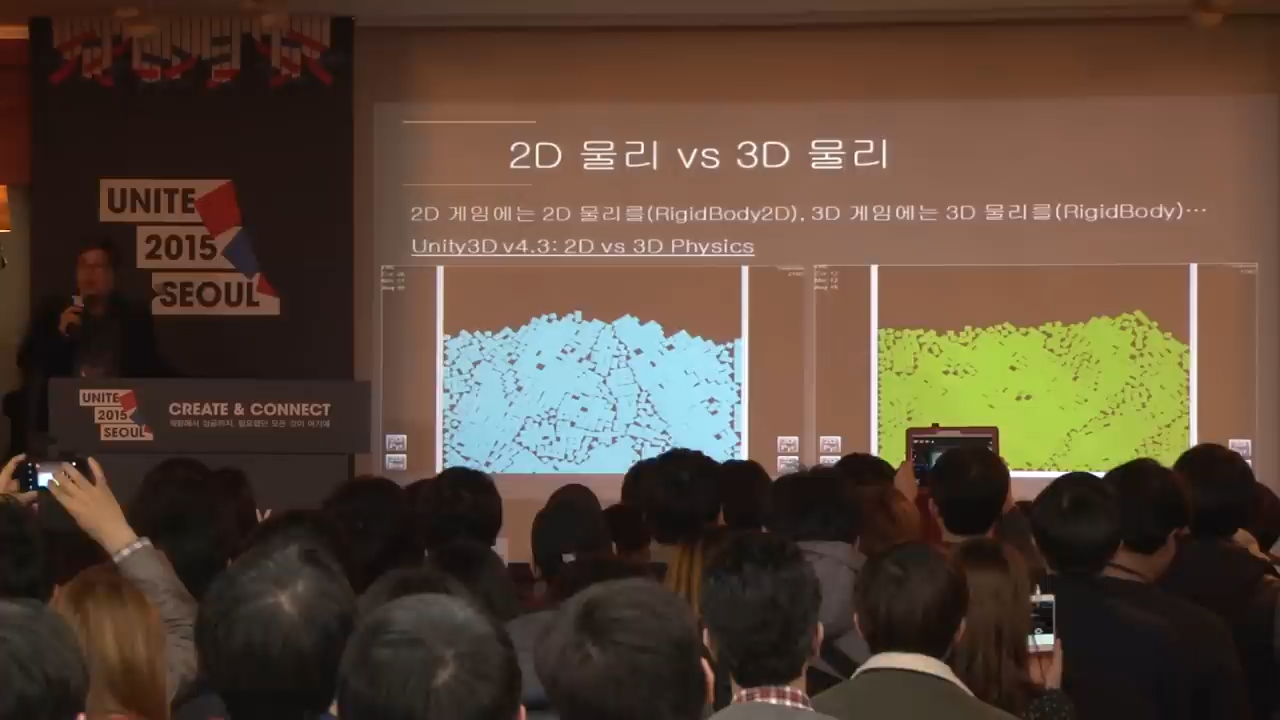 UNITE
2015
SEOUL
UNITE
2015
SEOUL
CREATE & CONNECT
2D 물리 vs 3D 물리
2D 게임에는 2D 물리를(RigidBody2D), 3D 게임에는 3D 물리를(RigidBody)…
Unity3D v4.3: 2D vs 3D Physics